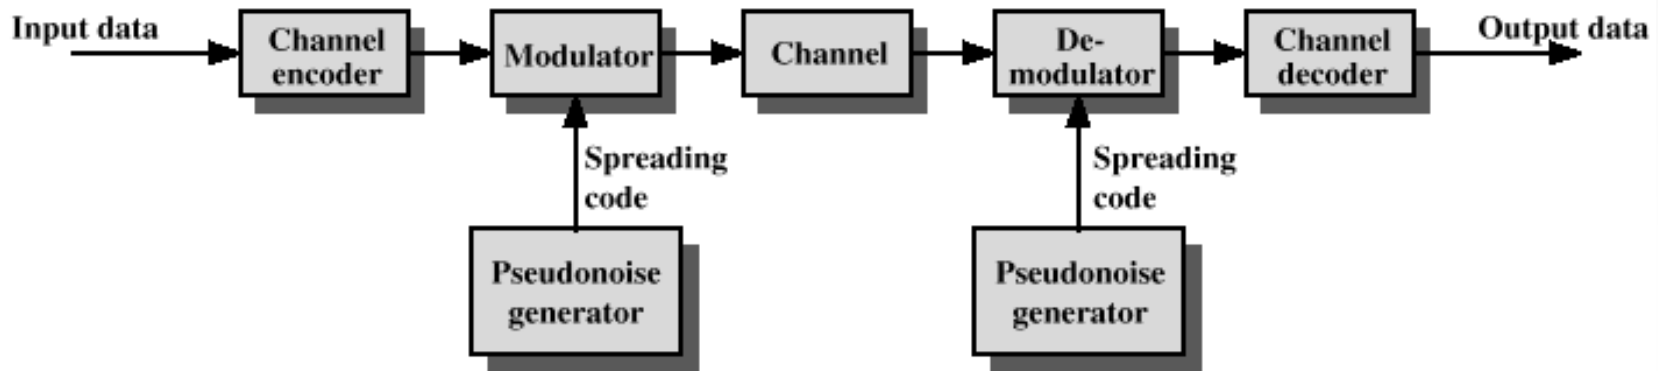 Input data
Channel
encoder
Modulator
Channel
De-
modulator
Channel
decoder
Output data
Spreading
code
Spreading
code
Pseudonoise
generator
Pseudonoise
generator